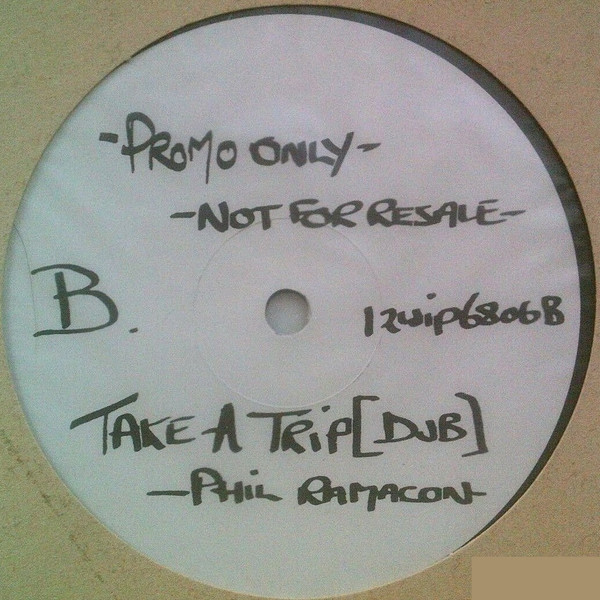 -PROMO ONLY-
-NOT FOR RESALE-
B.
12WIP6806B
TAKE A TRIP[DUB]
-PHIL RAMACON-